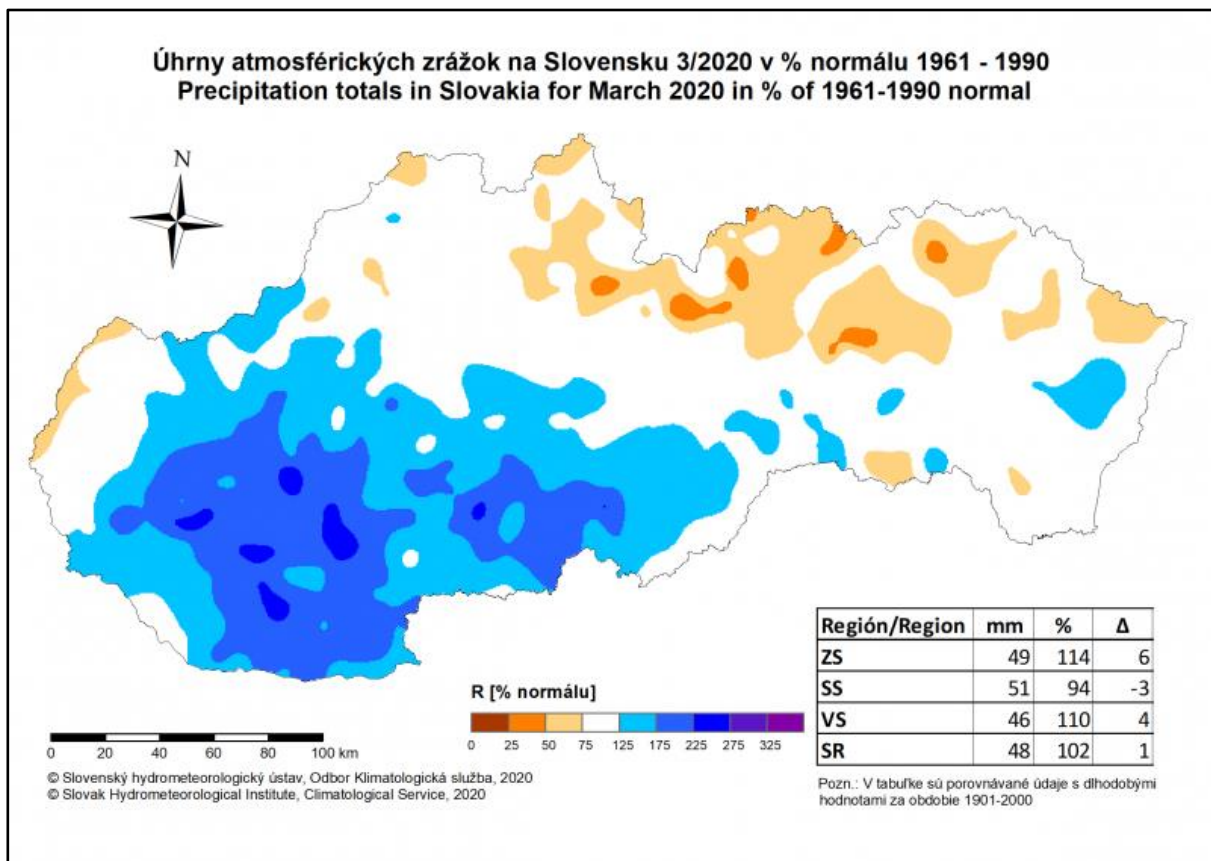 Úhrny atmosférických zrážok na Slovensku 3/2020 v % normálu 1961 - 1990
Precipitation totals in Slovakia for March 2020 in % of 1961-1990 normal
N
Región/Region mm % Δ
ZS 49 114 6
SS 51 94 -3
VS 46 110 4
SR 48 102 1
R [% normálu]
0 25 50 75 125 175 225 275 325
0 20 40 60 80 100 km
© Slovenský hydrometeorologický ústav, Odbor Klimatologická služba, 2020
© Slovak Hydrometeorological Institute, Climatological Service, 2020
Pozn.: V tabuľke sú porovnávané údaje s dlhodobými
hodnotami za obdobie 1901-2000